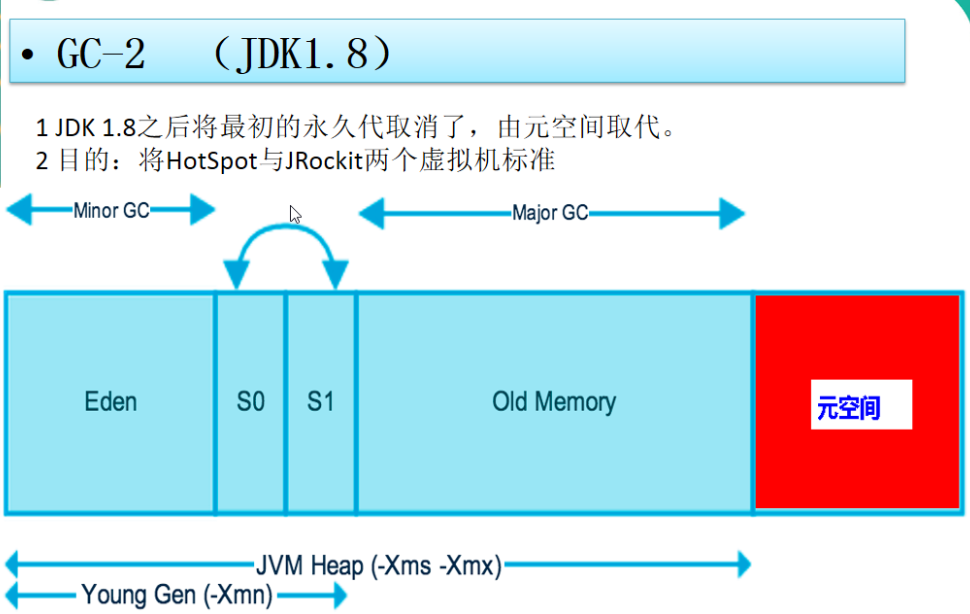 • GC-2 （JDK1.8）
1 JDK 1.8之后将最初的永久代取消了，由元空间取代。
2 目的：将HotSpot与JRockit两个虚拟机标准
Minor GC
Major GC
Eden
S0
S1
Old Memory
元空间
JVM Heap (-Xms -Xmx)
Young Gen (-Xmn)